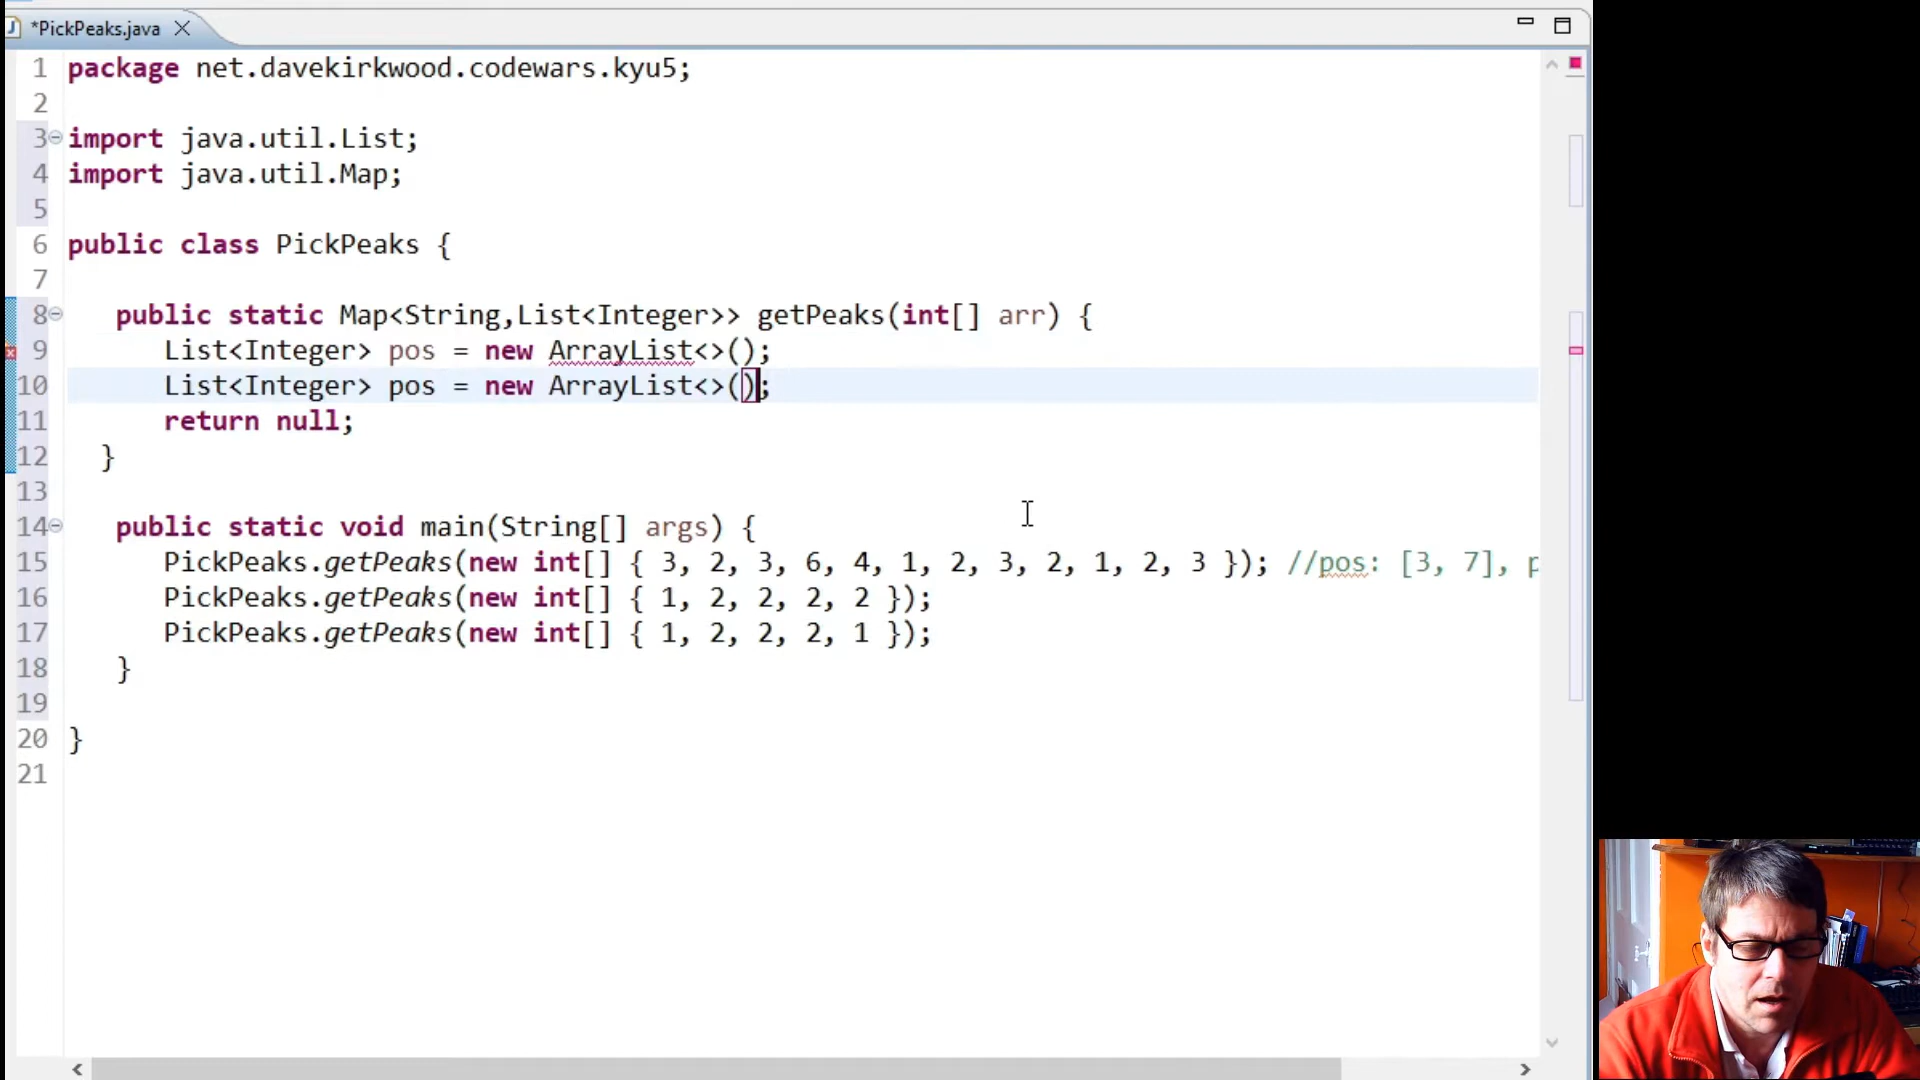 *PickPeaks.java
1 package net.davekirkwood.codewars.kyu5;
2
3 import java.util.List;
4 import java.util.Map;
5
6 public class PickPeaks {
7
8 public static Map<String,List<Integer>> getPeaks(int[] arr) {
9 List<Integer> pos = new ArrayList<>();
10 List<Integer> pos = new ArrayList<>();
11 return null;
12 }
13
14 public static void main(String[] args) {
15 PickPeaks.getPeaks(new int[] { 3, 2, 3, 6, 4, 1, 2, 3, 2, 1, 2, 3 }); //pos: [3, 7], p
16 PickPeaks.getPeaks(new int[] { 1, 2, 2, 2, 2 });
17 PickPeaks.getPeaks(new int[] { 1, 2, 2, 2, 1 });
18 }
19
20 }
21